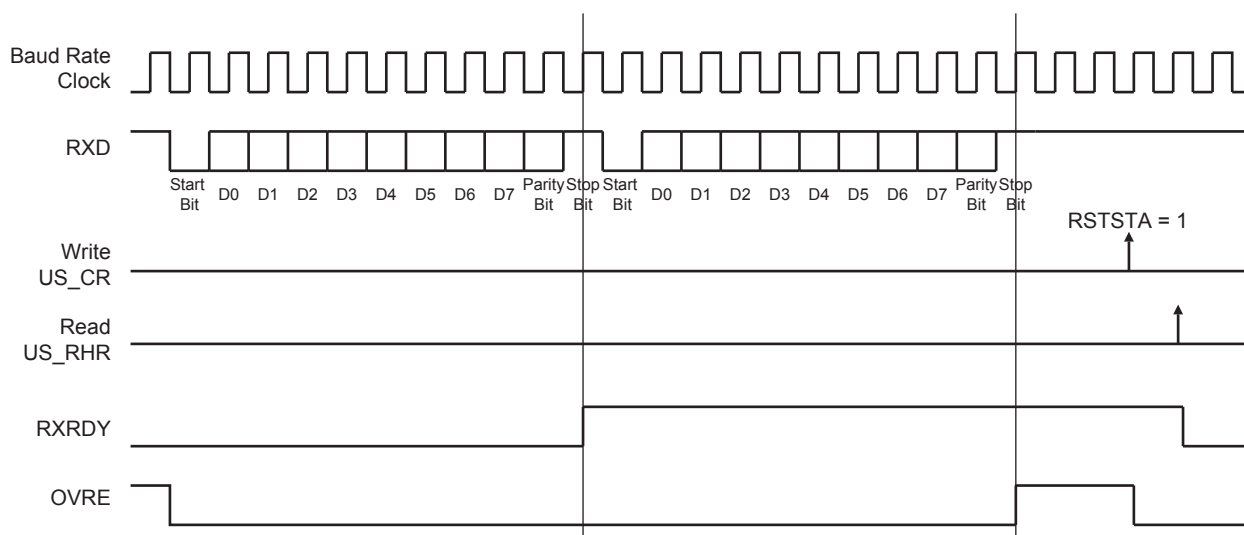 Baud Rate
Clock
RXD
Start
Bit
D0
D1
D2
D3
D4
D5
D6
D7
Parity
Bit
Stop
Bit
Start
Bit
D0
D1
D2
D3
D4
D5
D6
D7
Parity
Bit
Stop
Bit
RSTSTA = 1
Write
US_CR
Read
US_RHR
RXRDY
OVRE